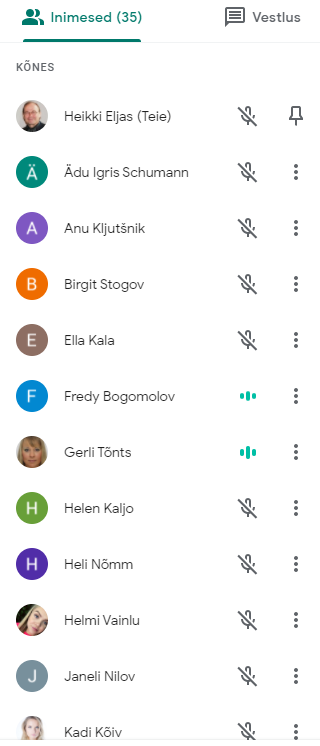 Inimesed (35) Vestlus
KÕNES
Heikki Eljas (Teie)
Ä Ädu Igris Schumann
A Anu Kljutšnik
B Birgit Stogov
E Ella Kala
F Fredy Bogomolov
Gerli Tõnts
H Helen Kaljo
H Heli Nõmm
Helmi Vainlu
J Janeli Nilov
Kadi Kõiv